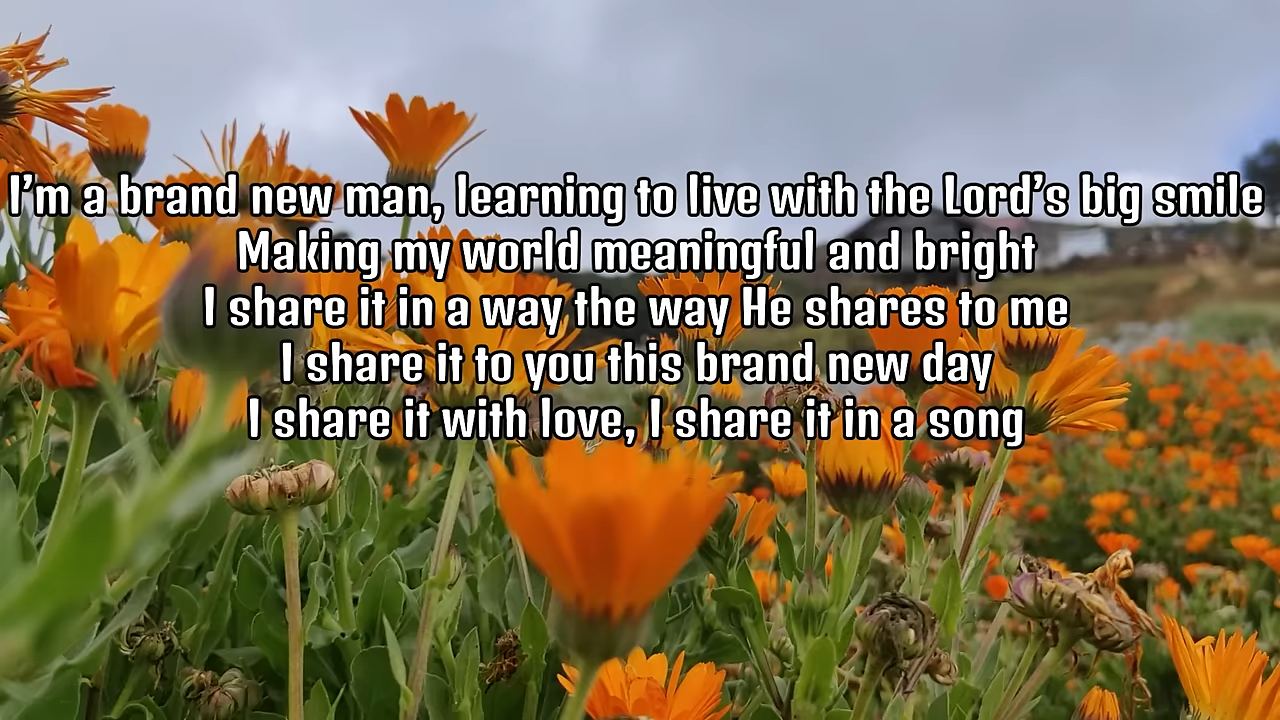 I'm a brand new man, learning to live with the Lord's big smile
Making my world meaningful and bright
I share it in a way the way He shares to me
I share it to you this brand new day
I share it with love, I share it in a song